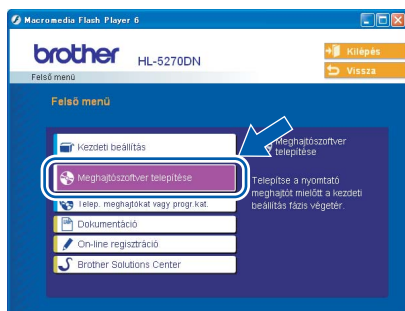 Macromedia Flash Player 6
brother HL-5270DN
Kilépés
Vissza
Felső menü
Felső menü
Kezdeti beállítás
Meghajtószoftver telepítése
Telep. meghajtókat vagy progr.kat.
Dokumentáció
On-line regisztráció
Brother Solutions Center
Meghajtószoftver
telepítése
Telepítse a nyomtató
meghajtót mielőtt a kezdeti
beállítás fázis végetér.